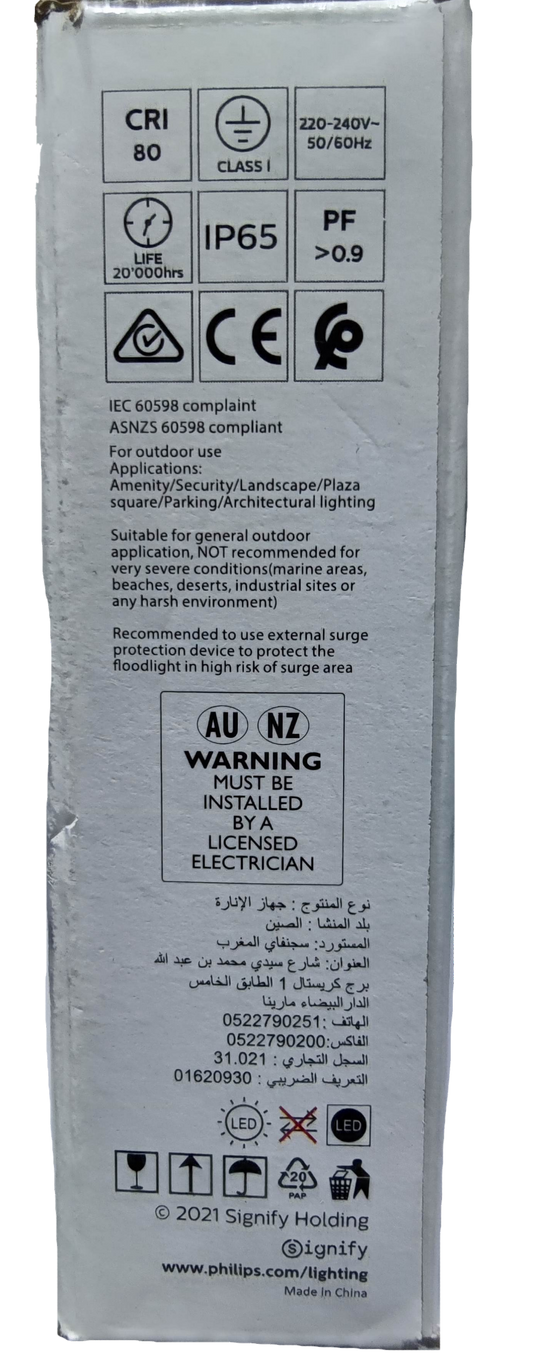 CRI
80
CLASS I
220-240V~
50/60Hz
LIFE
20'000hrs
IP65
PF
>0.9
CE
IEC 60598 complaint
ASNZS 60598 compliant
For outdoor use
Applications:
Amenity/Security/Landscape/Plaza
square/Parking/Architectural lighting
Suitable for general outdoor
application, NOT recommended for
very severe conditions(marine areas,
beaches, deserts, industrial sites or
any harsh environment)
Recommended to use external surge
protection device to protect the
floodlight in high risk of surge area
AU NZ
WARNING
MUST BE
INSTALLED
BY A
LICENSED
ELECTRICIAN
نوع المنتوج : جهاز الإنارة
بلد المنشا : الصين
المستورد: سجنفاي المغرب
العنوان: شارع سيدي محمد بن عبد الله
برج كريستال 1 الطابق الخامس
الدارالبيضاء مارينا
الهاتف :0522790251
الفاكس:0522790200
السجل التجاري : 31.021
التعريف الضريبي : 01620930
LED LED
20
PAP
© 2021 Signify Holding
Signify
www.philips.com/lighting
Made in China